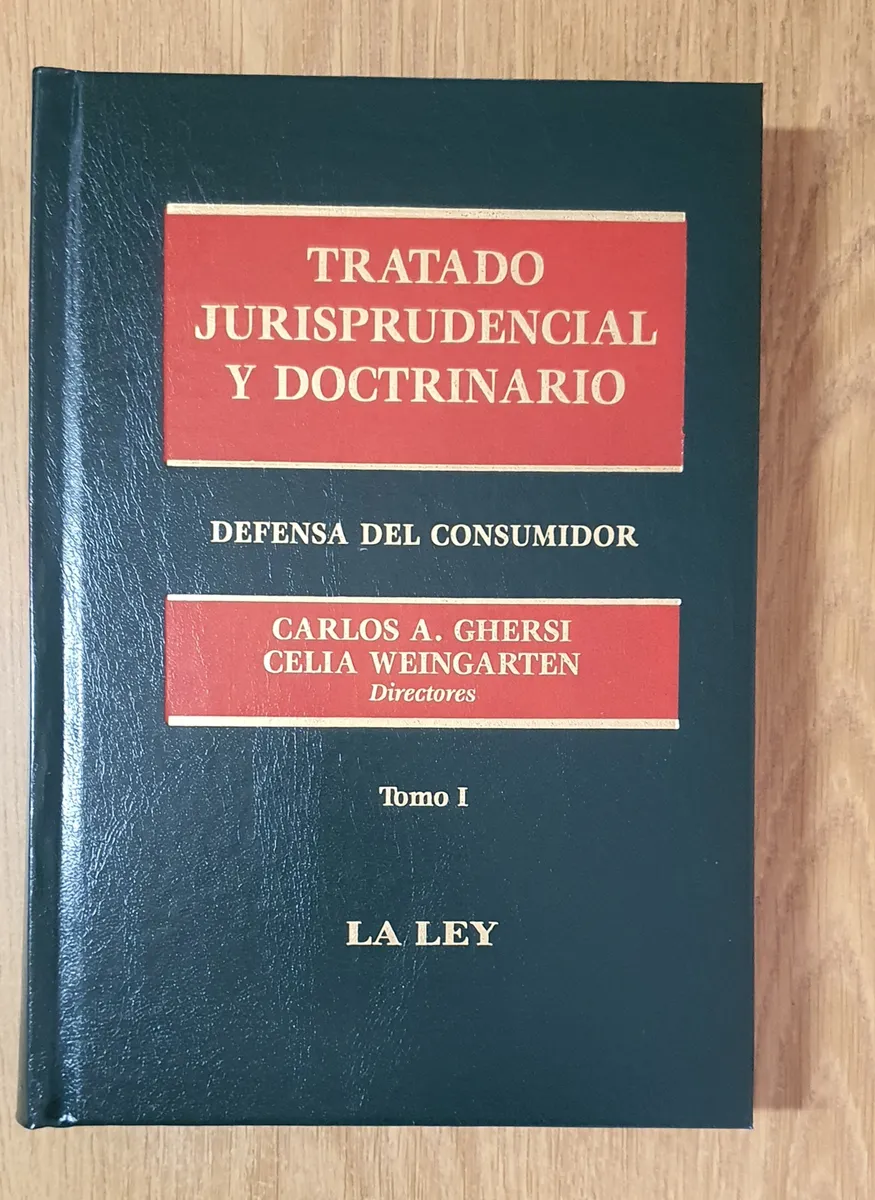 TRATADO
JURISPRUDENCIAL
Y DOCTRINARIO
DEFENSA DEL CONSUMIDOR
CARLOS A. GHERSI
CELIA WEINGARTEN
Directores
Tomo I
LA LEY